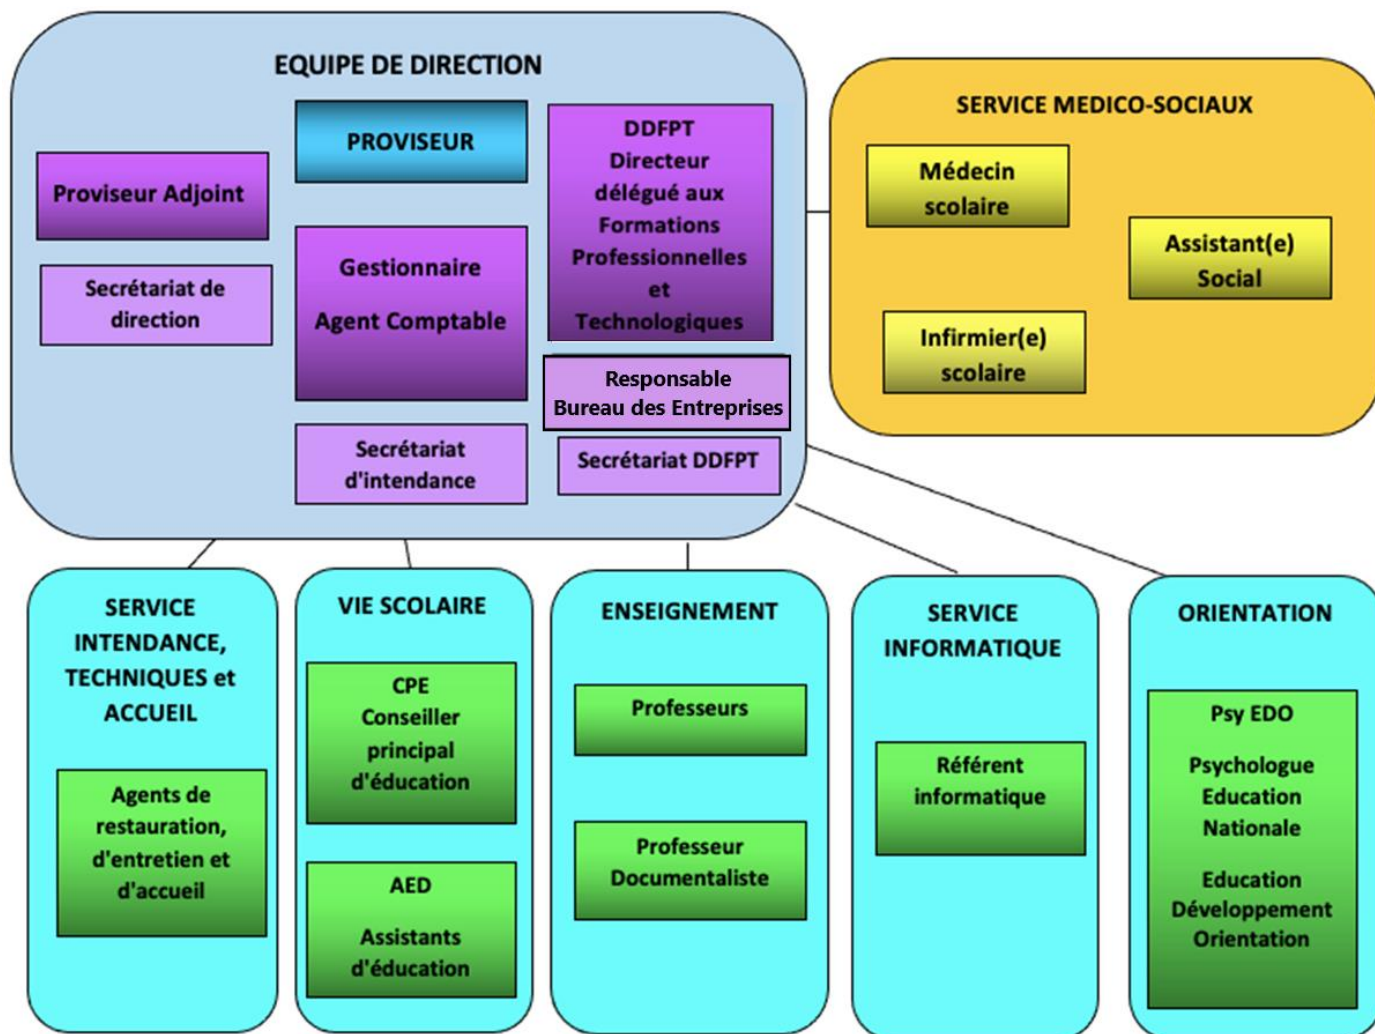 EQUIPE DE DIRECTION
PROVISEUR
Proviseur Adjoint
Secrétariat de
direction
Gestionnaire
Agent Comptable
Secrétariat
d'intendance
DDFPT
Directeur
délégué aux
Formations
Professionnelles
et
Technologiques
Responsable
Bureau des Entreprises
Secrétariat DDFPT
SERVICE MEDICO-SOCIAUX
Médecin
scolaire
Assistant(e)
Social
Infirmier(e)
scolaire
SERVICE
INTENDANCE,
TECHNIQUES et
ACCUEIL
Agents de
restauration,
d'entretien et
d'accueil
VIE SCOLAIRE
CPE
Conseiller
principal
d'éducation
AED
Assistants
d'éducation
ENSEIGNEMENT
Professeurs
Professeur
Documentaliste
SERVICE
INFORMATIQUE
Référent
informatique
ORIENTATION
Psy EDO
Psychologue
Education
Nationale
Education
Développement
Orientation